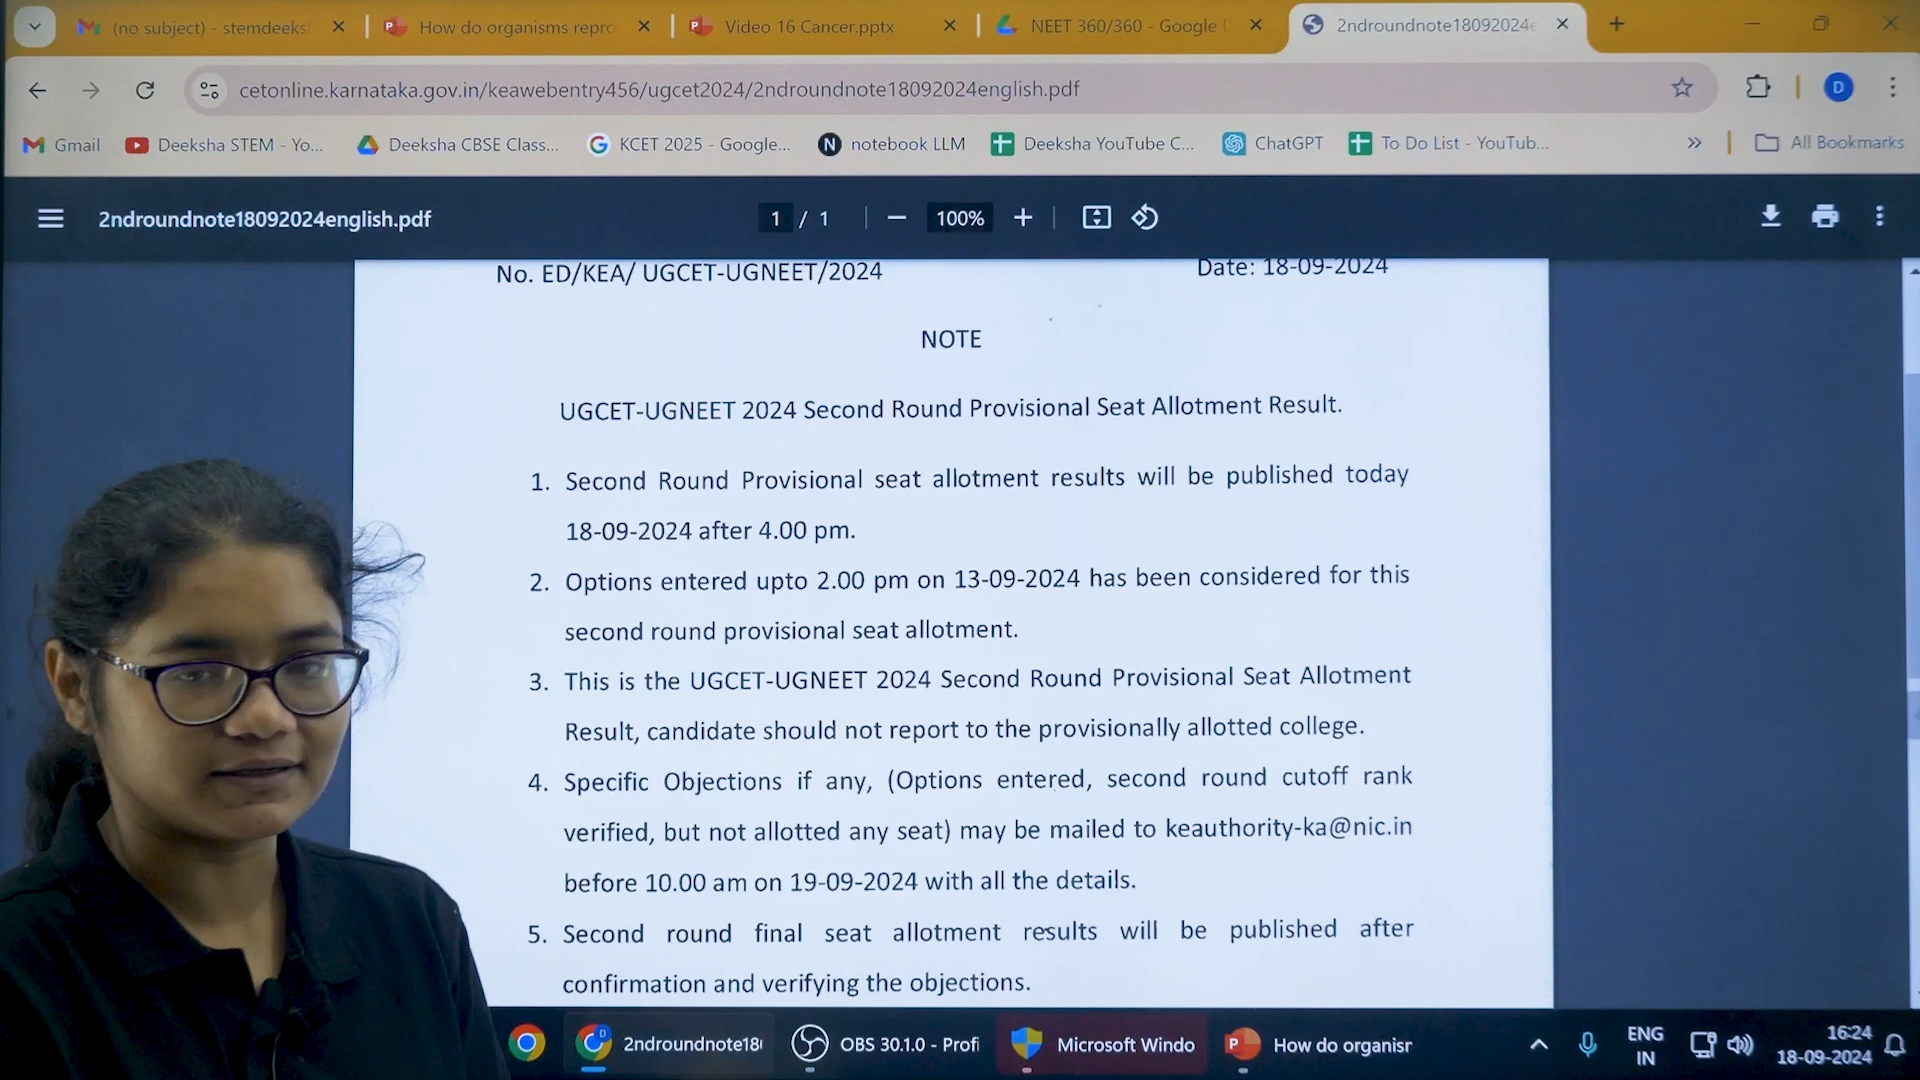 (no subject) - stemdeeks
How do organisms repro
Video 16 Cancer.pptx
NEET 360/360 - Google
2ndroundnote18092024e
cetonline.karnataka.gov.in/keawebentry456/ugcet2024/2ndroundnote18092024english.pdf
D
Gmail
Deeksha STEM - Yo...
Deeksha CBSE Class...
KCET 2025 - Google...
N notebook LLM
Deeksha YouTube C...
ChatGPT
To Do List - YouTub...
All Bookmarks
2ndroundnote18092024english.pdf
1 / 1
100%
No. ED/KEA/ UGCET-UGNEET/2024
Date: 18-09-2024
NOTE
UGCET-UGNEET 2024 Second Round Provisional Seat Allotment Result.
1. Second Round Provisional seat allotment results will be published today
18-09-2024 after 4.00 pm.
2. Options entered upto 2.00 pm on 13-09-2024 has been considered for this
second round provisional seat allotment.
3. This is the UGCET-UGNEET 2024 Second Round Provisional Seat Allotment
Result, candidate should not report to the provisionally allotted college.
4. Specific Objections if any, (Options entered, second round cutoff rank
verified, but not allotted any seat) may be mailed to keauthority-ka@nic.in
before 10.00 am on 19-09-2024 with all the details.
5. Second round final seat allotment results will be published after
confirmation and verifying the objections.
2ndroundnote18
OBS 30.1.0 - Profi
Microsoft Windo
How do organisr
ENG
IN
16:24
18-09-2024